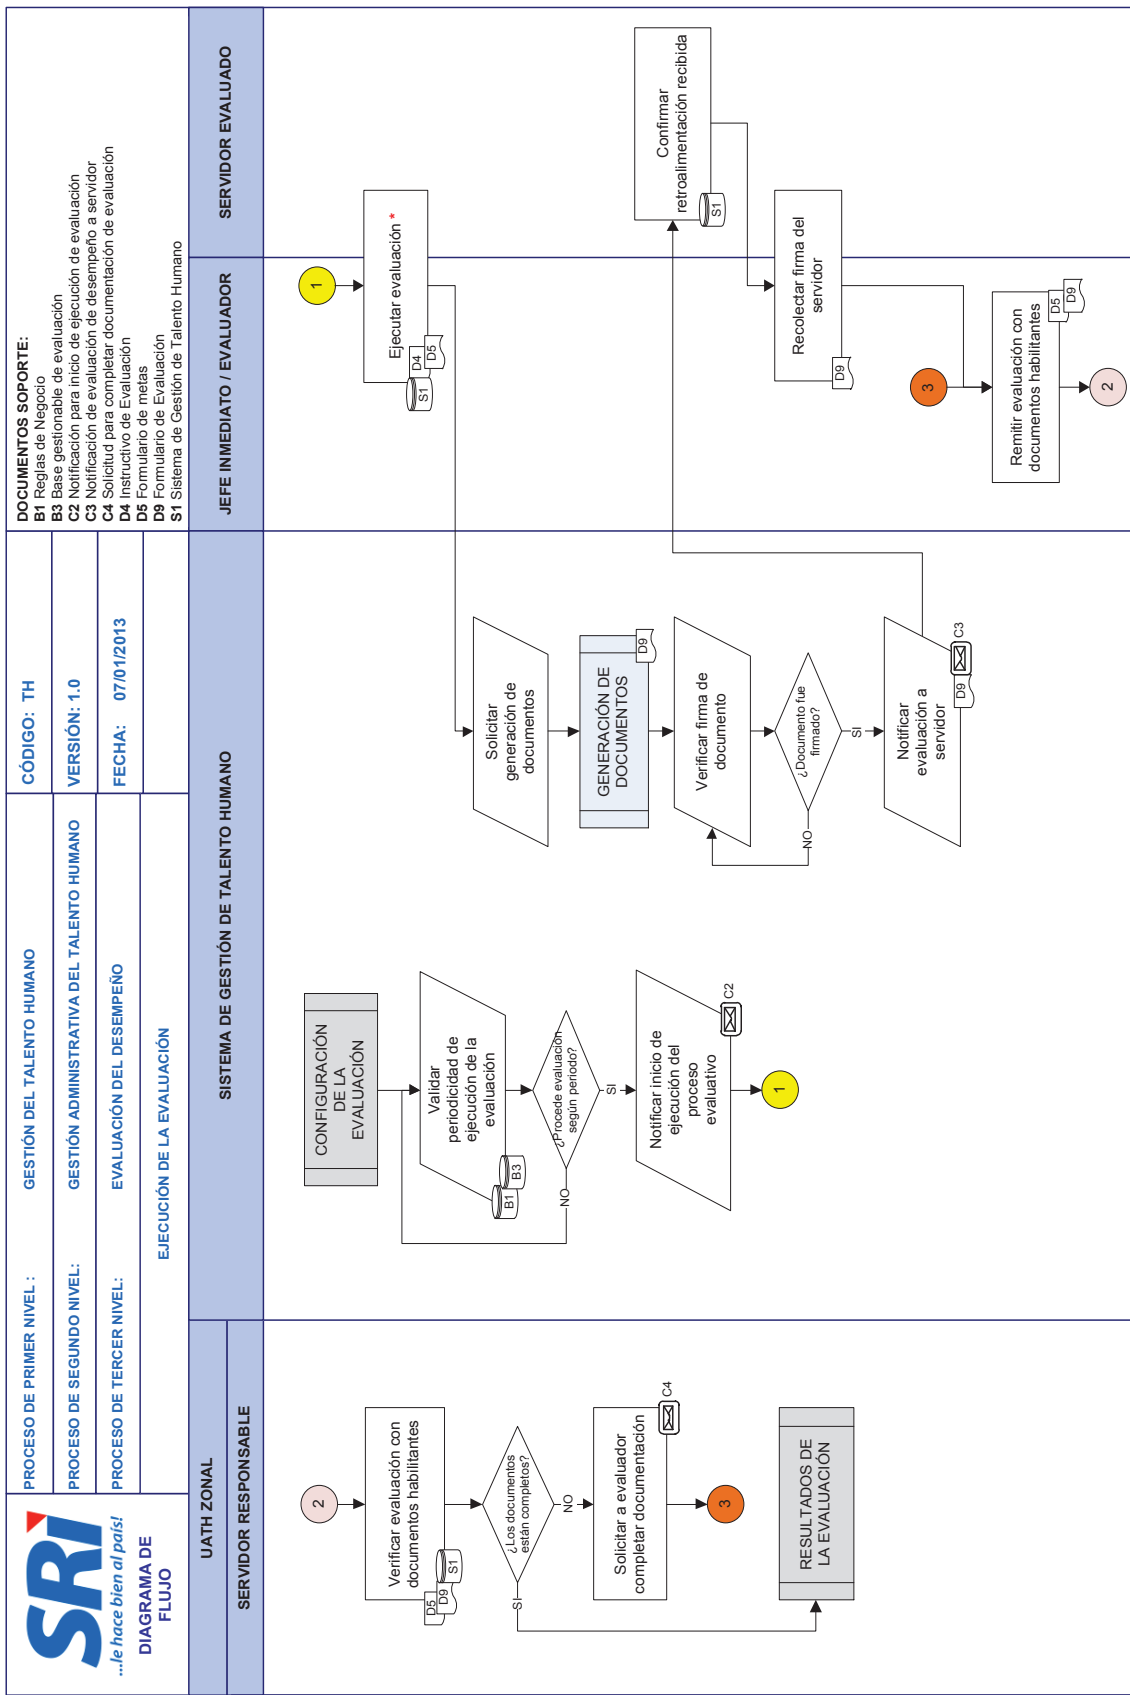 SRI
...le hace bien al país!
DIAGRAMA DE
FLUJO
PROCESO DE PRIMER NIVEL :
GESTIÓN DEL TALENTO HUMANO
CÓDIGO: TH
PROCESO DE SEGUNDO NIVEL:
GESTIÓN ADMINISTRATIVA DEL TALENTO HUMANO
VERSIÓN: 1.0
PROCESO DE TERCER NIVEL:
EVALUACIÓN DEL DESEMPEÑO
FECHA: 07/01/2013
EJECUCIÓN DE LA EVALUACIÓN
DOCUMENTOS SOPORTE:
B1 Reglas de Negocio
B3 Base gestionable de evaluación
C2 Notificación para inicio de ejecución de evaluación
C3 Notificación de evaluación de desempeño a servidor
C4 Solicitud para completar documentación de evaluación
D4 Instructivo de Evaluación
D5 Formulario de metas
D9 Formulario de Evaluación
S1 Sistema de Gestión de Talento Humano
UATH ZONAL
SERVIDOR RESPONSABLE
SISTEMA DE GESTIÓN DE TALENTO HUMANO
JEFE INMEDIATO / EVALUADOR
SERVIDOR EVALUADO
2
Verificar evaluación con
documentos habilitantes
D5
D9
S1
¿Los documentos
están completos?
SI
NO
Solicitar a evaluador
completar documentación
C4
3
RESULTADOS DE
LA EVALUACIÓN
CONFIGURACIÓN
DE LA
EVALUACIÓN
Validar
periodicidad de
ejecución de la
evaluación
B1
B3
¿Procede evaluación
según periodo?
NO
SI
Notificar inicio de
ejecución del
proceso
evaluativo
C2
1
Solicitar
generación de
documentos
GENERACIÓN DE
DOCUMENTOS
D9
Verificar firma de
documento
¿Documento fue
firmado?
NO
SI
Notificar
evaluación a
servidor
D9
C3
1
Ejecutar evaluación *
S1
D4
D5
Confirmar
retroalimentación recibida
S1
Recolectar firma del
servidor
D9
3
Remitir evaluación con
documentos habilitantes
D5
D9
2